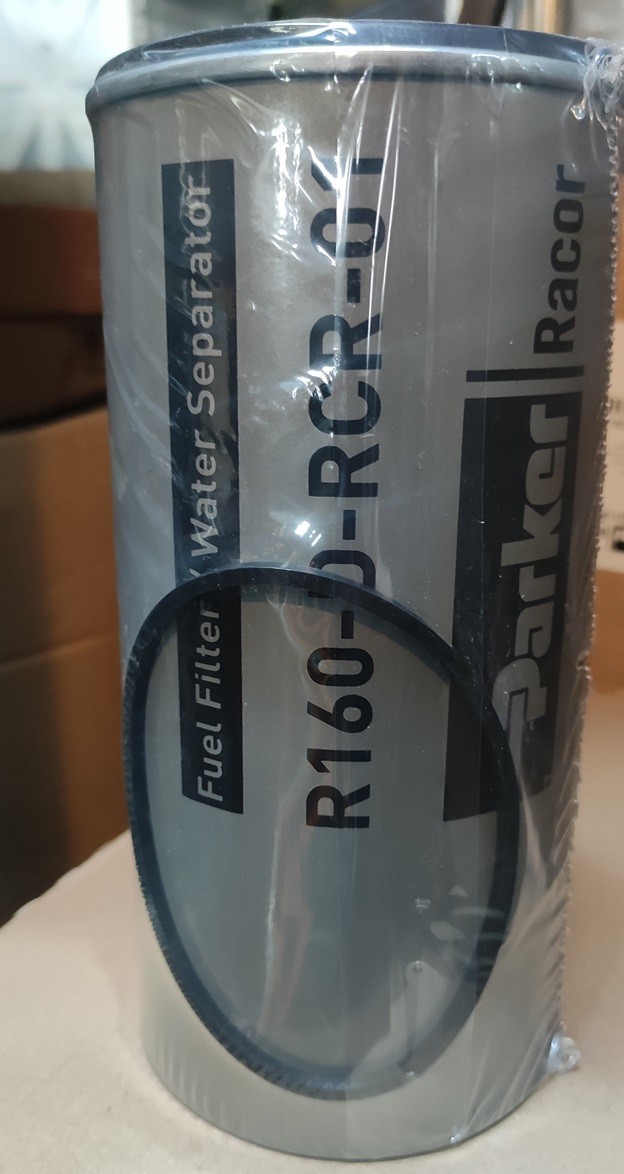 Fuel Filter / Water Separator
R160-D-RCR-01
Parker Racor